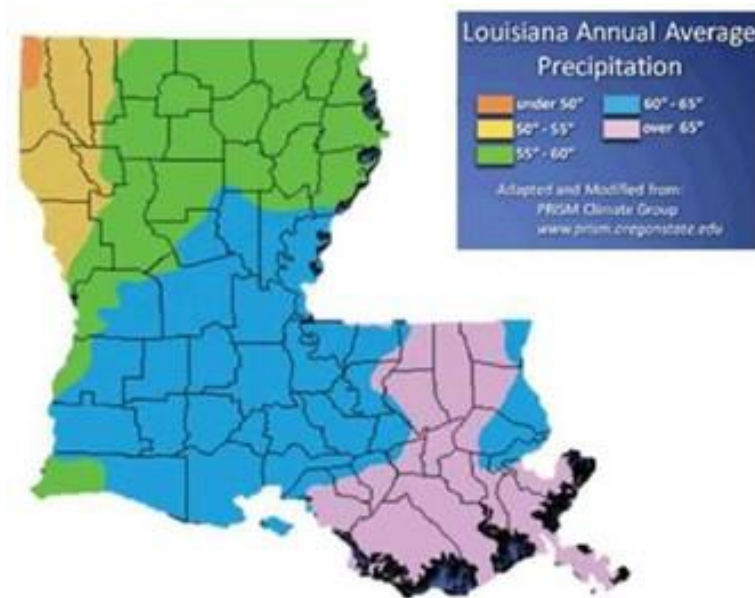 Louisiana Annual Average
Precipitation
under 50"
60" - 65"
50" - 55"
over 65"
55" - 60"
Adapted and Modified from:
PRISM Climate Group
www.prism.oregonstate.edu